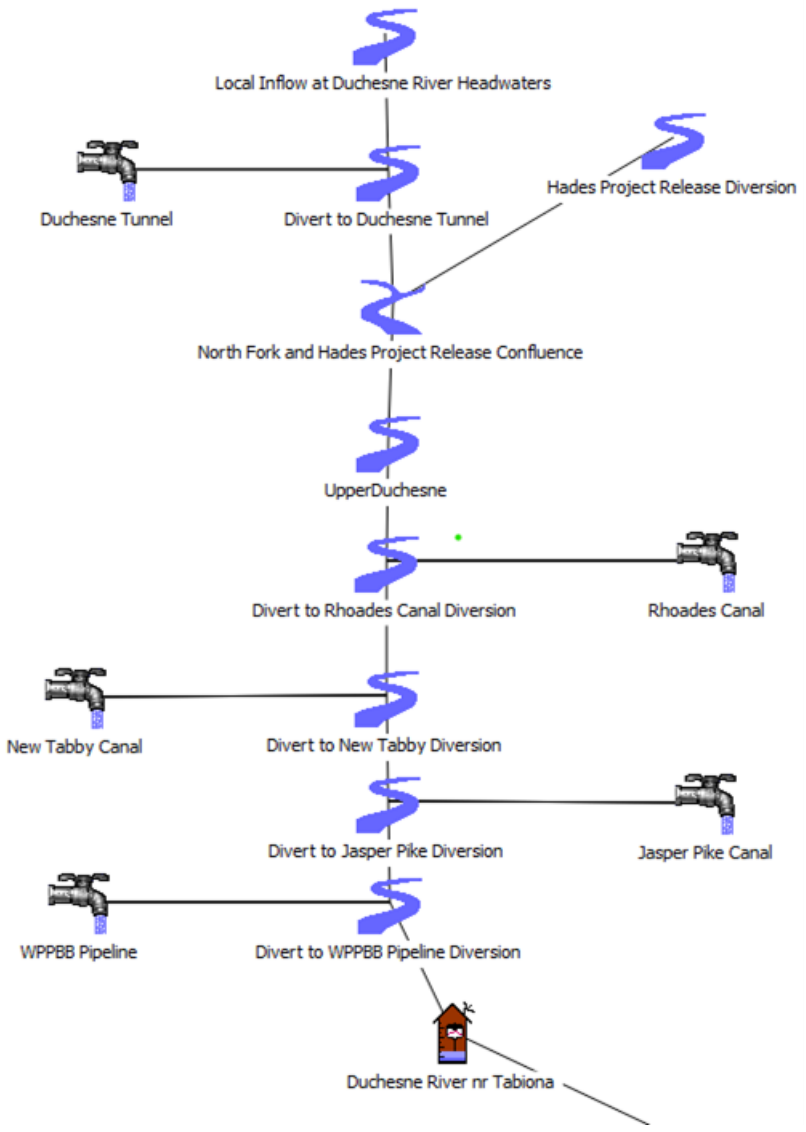 Local Inflow at Duchesne River Headwaters
Hades Project Release Diversion
Duchesne Tunnel
Divert to Duchesne Tunnel
North Fork and Hades Project Release Confluence
UpperDuchesne
Divert to Rhoades Canal Diversion
Rhoades Canal
New Tabby Canal
Divert to New Tabby Diversion
Divert to Jasper Pike Diversion
Jasper Pike Canal
WPPBB Pipeline
Divert to WPPBB Pipeline Diversion
Duchesne River nr Tabiona